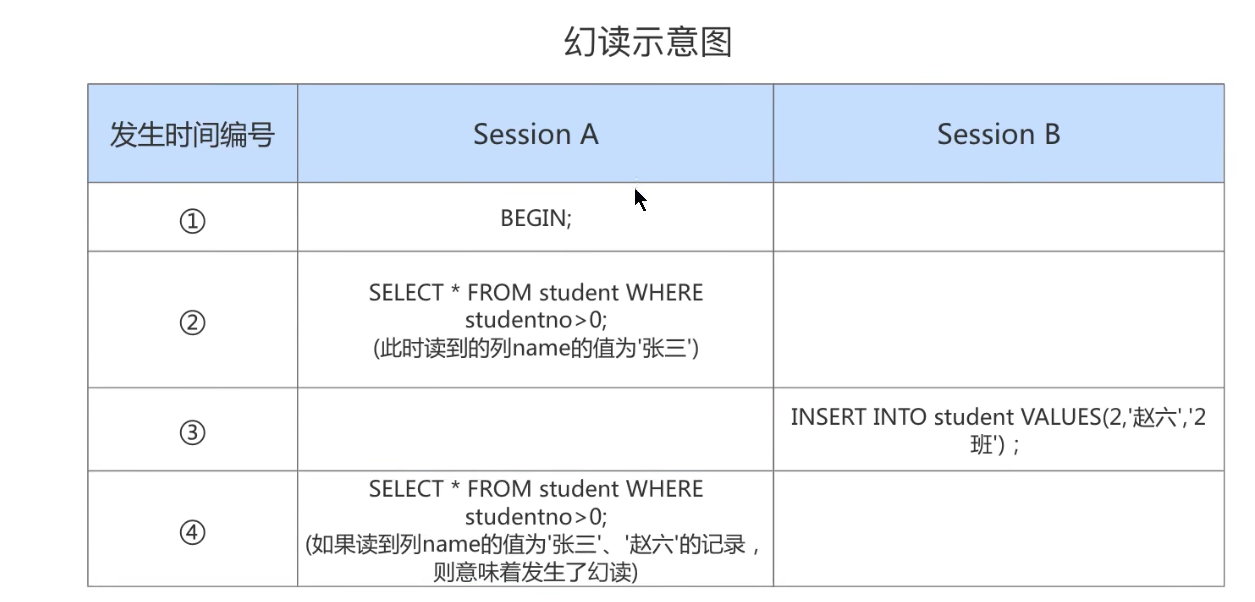 幻读示意图
发生时间编号
Session A
Session B
①
BEGIN;
②
SELECT * FROM student WHERE
studentno>0;
(此时读到的列name的值为'张三')
③
INSERT INTO student VALUES(2,'赵六','2
班')；
④
SELECT * FROM student WHERE
studentno>0;
(如果读到列name的值为'张三'、'赵六'的记录，
则意味着发生了幻读)